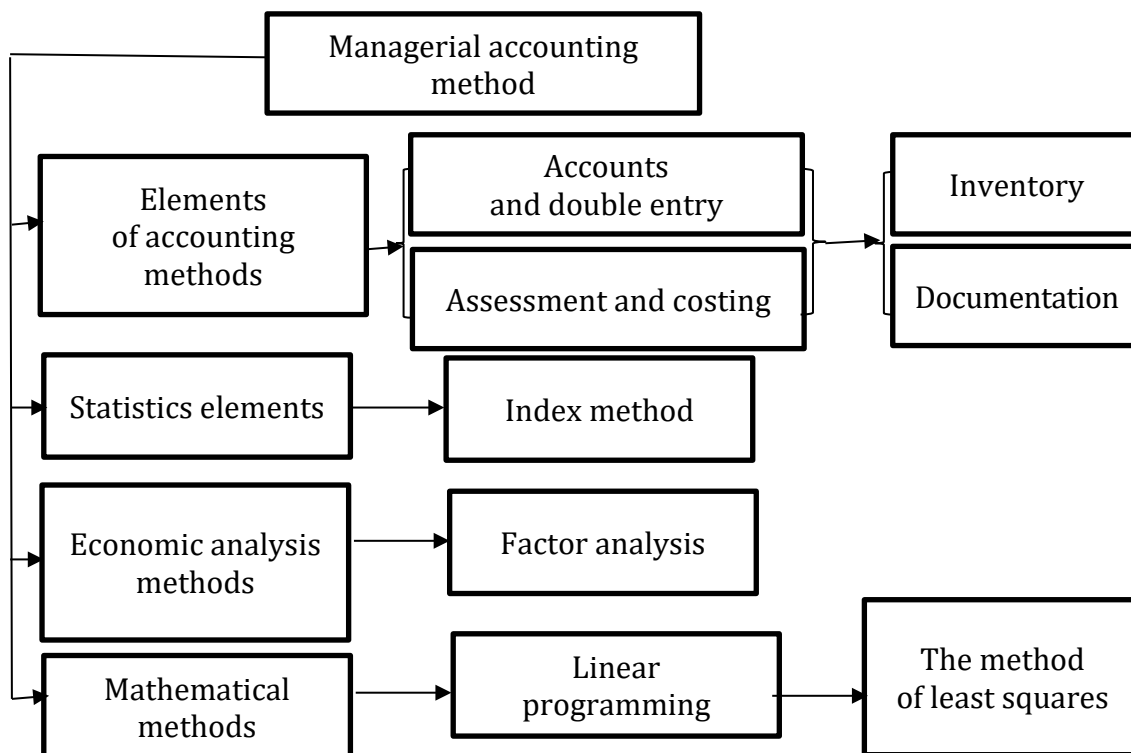 Managerial accounting
method
Elements
of accounting
methods
Accounts
and double entry
Assessment and costing
Inventory
Documentation
Statistics elements
Index method
Economic analysis
methods
Factor analysis
Mathematical
methods
Linear
programming
The method
of least squares